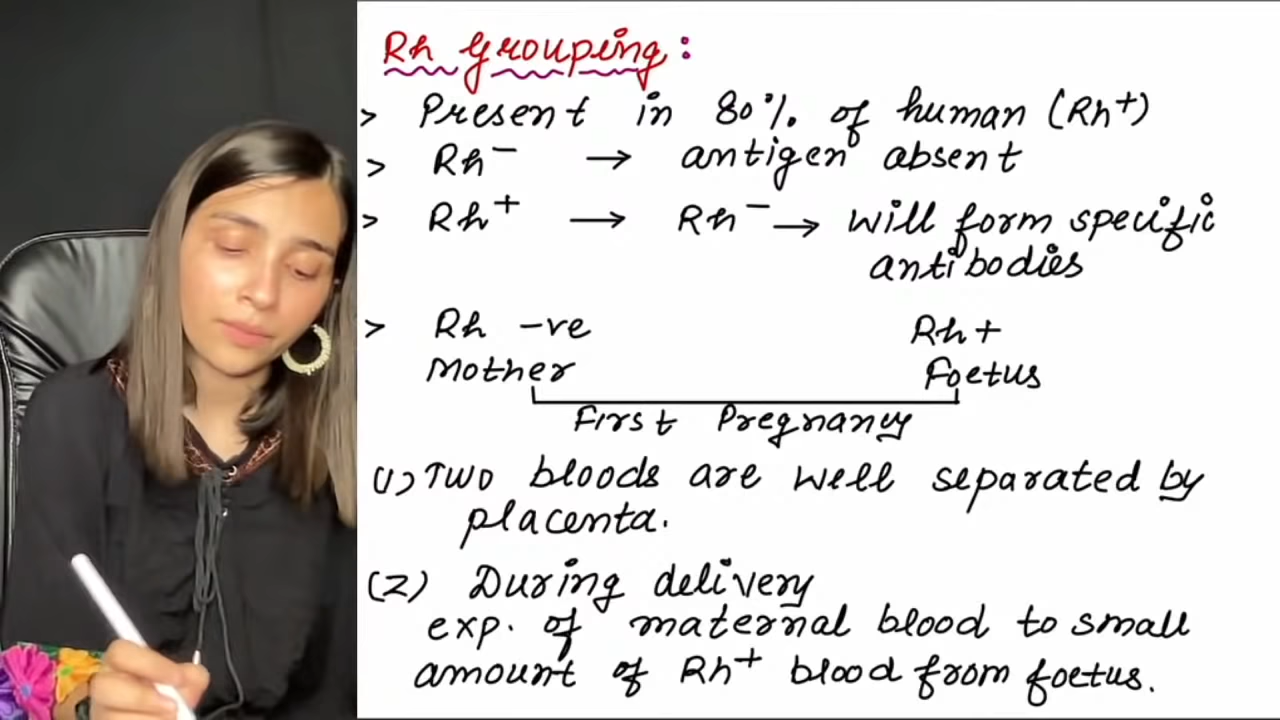 Rh grouping:
> Present in 80% of human (Rh+)
> Rh⁻ → antigen absent
> Rh⁺ → Rh⁻ → will form specific
antibodies
> Rh -ve Rh+
Mother Foetus
First Pregnancy
(1) Two bloods are well separated by
placenta.
(2) During delivery
exp. of maternal blood to small
amount of Rh⁺ blood from foetus.